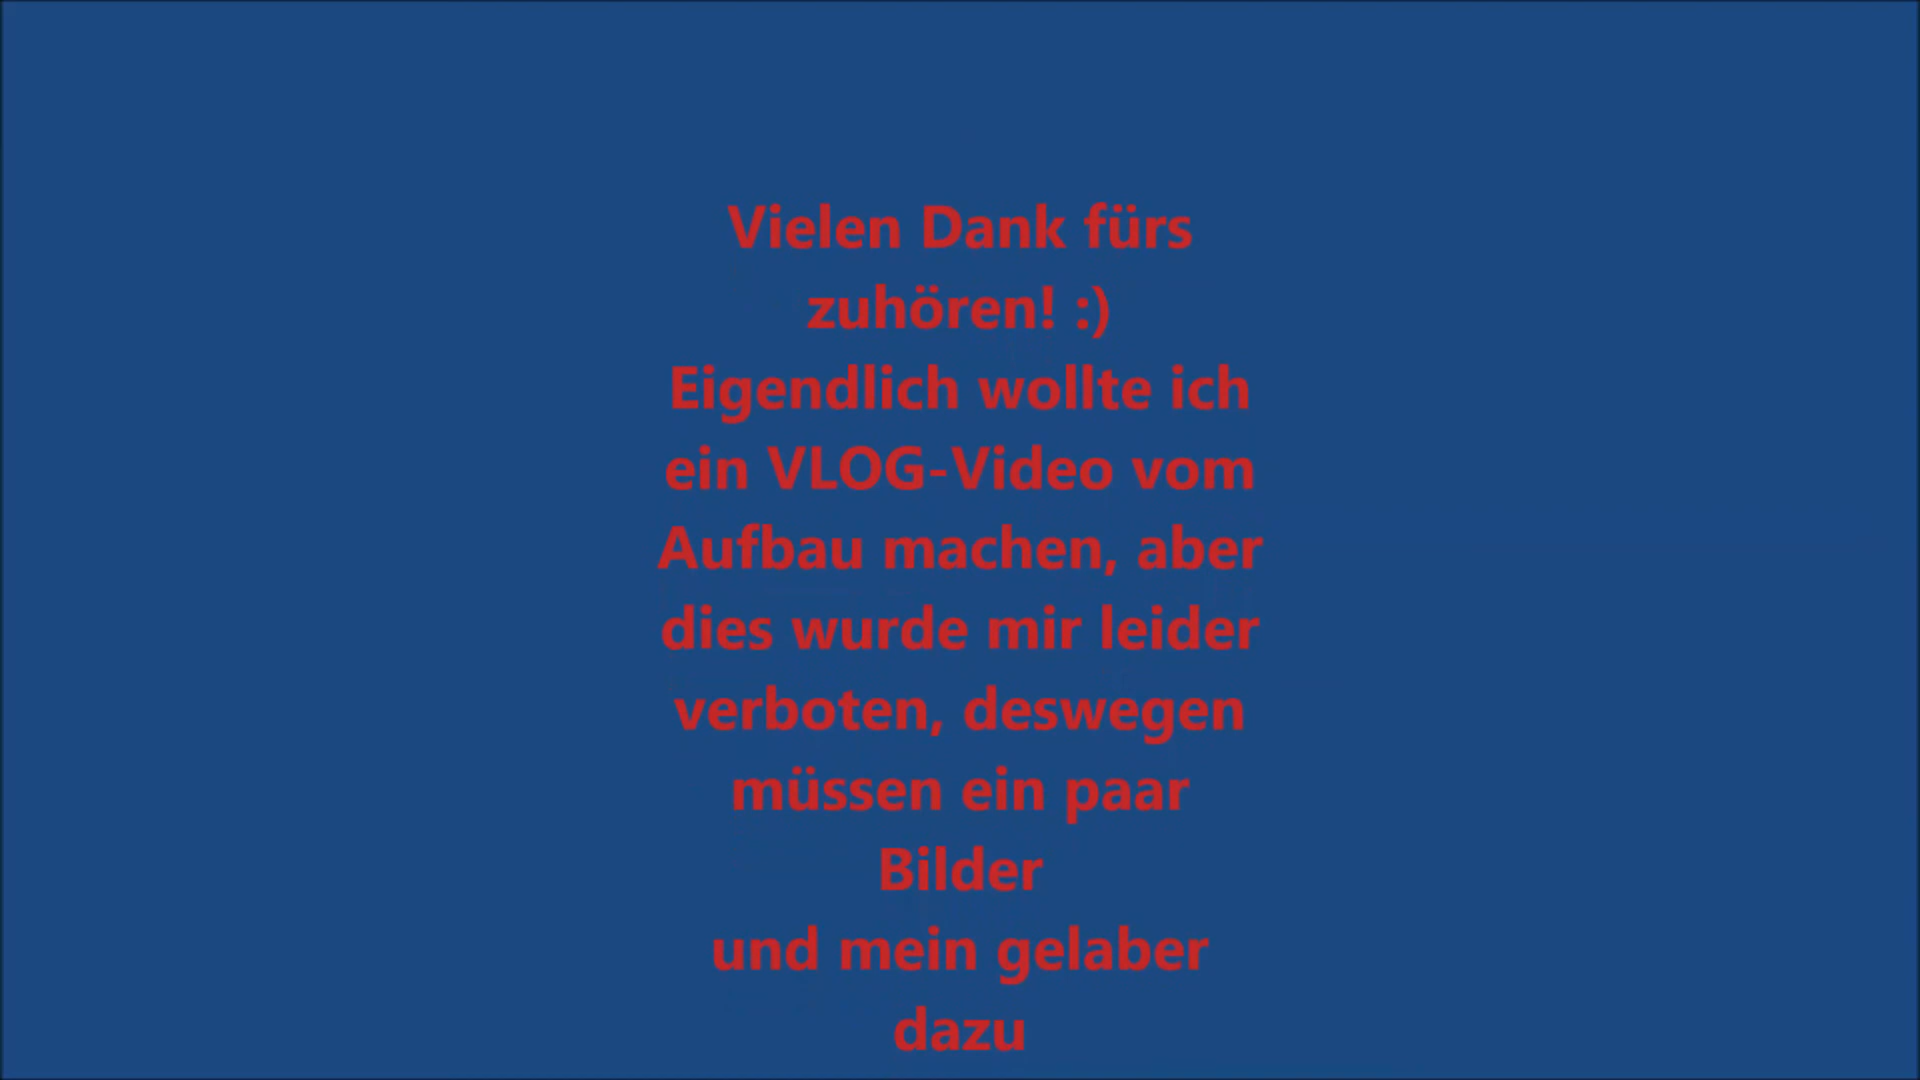 Vielen Dank fürs
zuhören! :)
Eigendlich wollte ich
ein VLOG-Video vom
Aufbau machen, aber
dies wurde mir leider
verboten, deswegen
müssen ein paar
Bilder
und mein gelaber
dazu